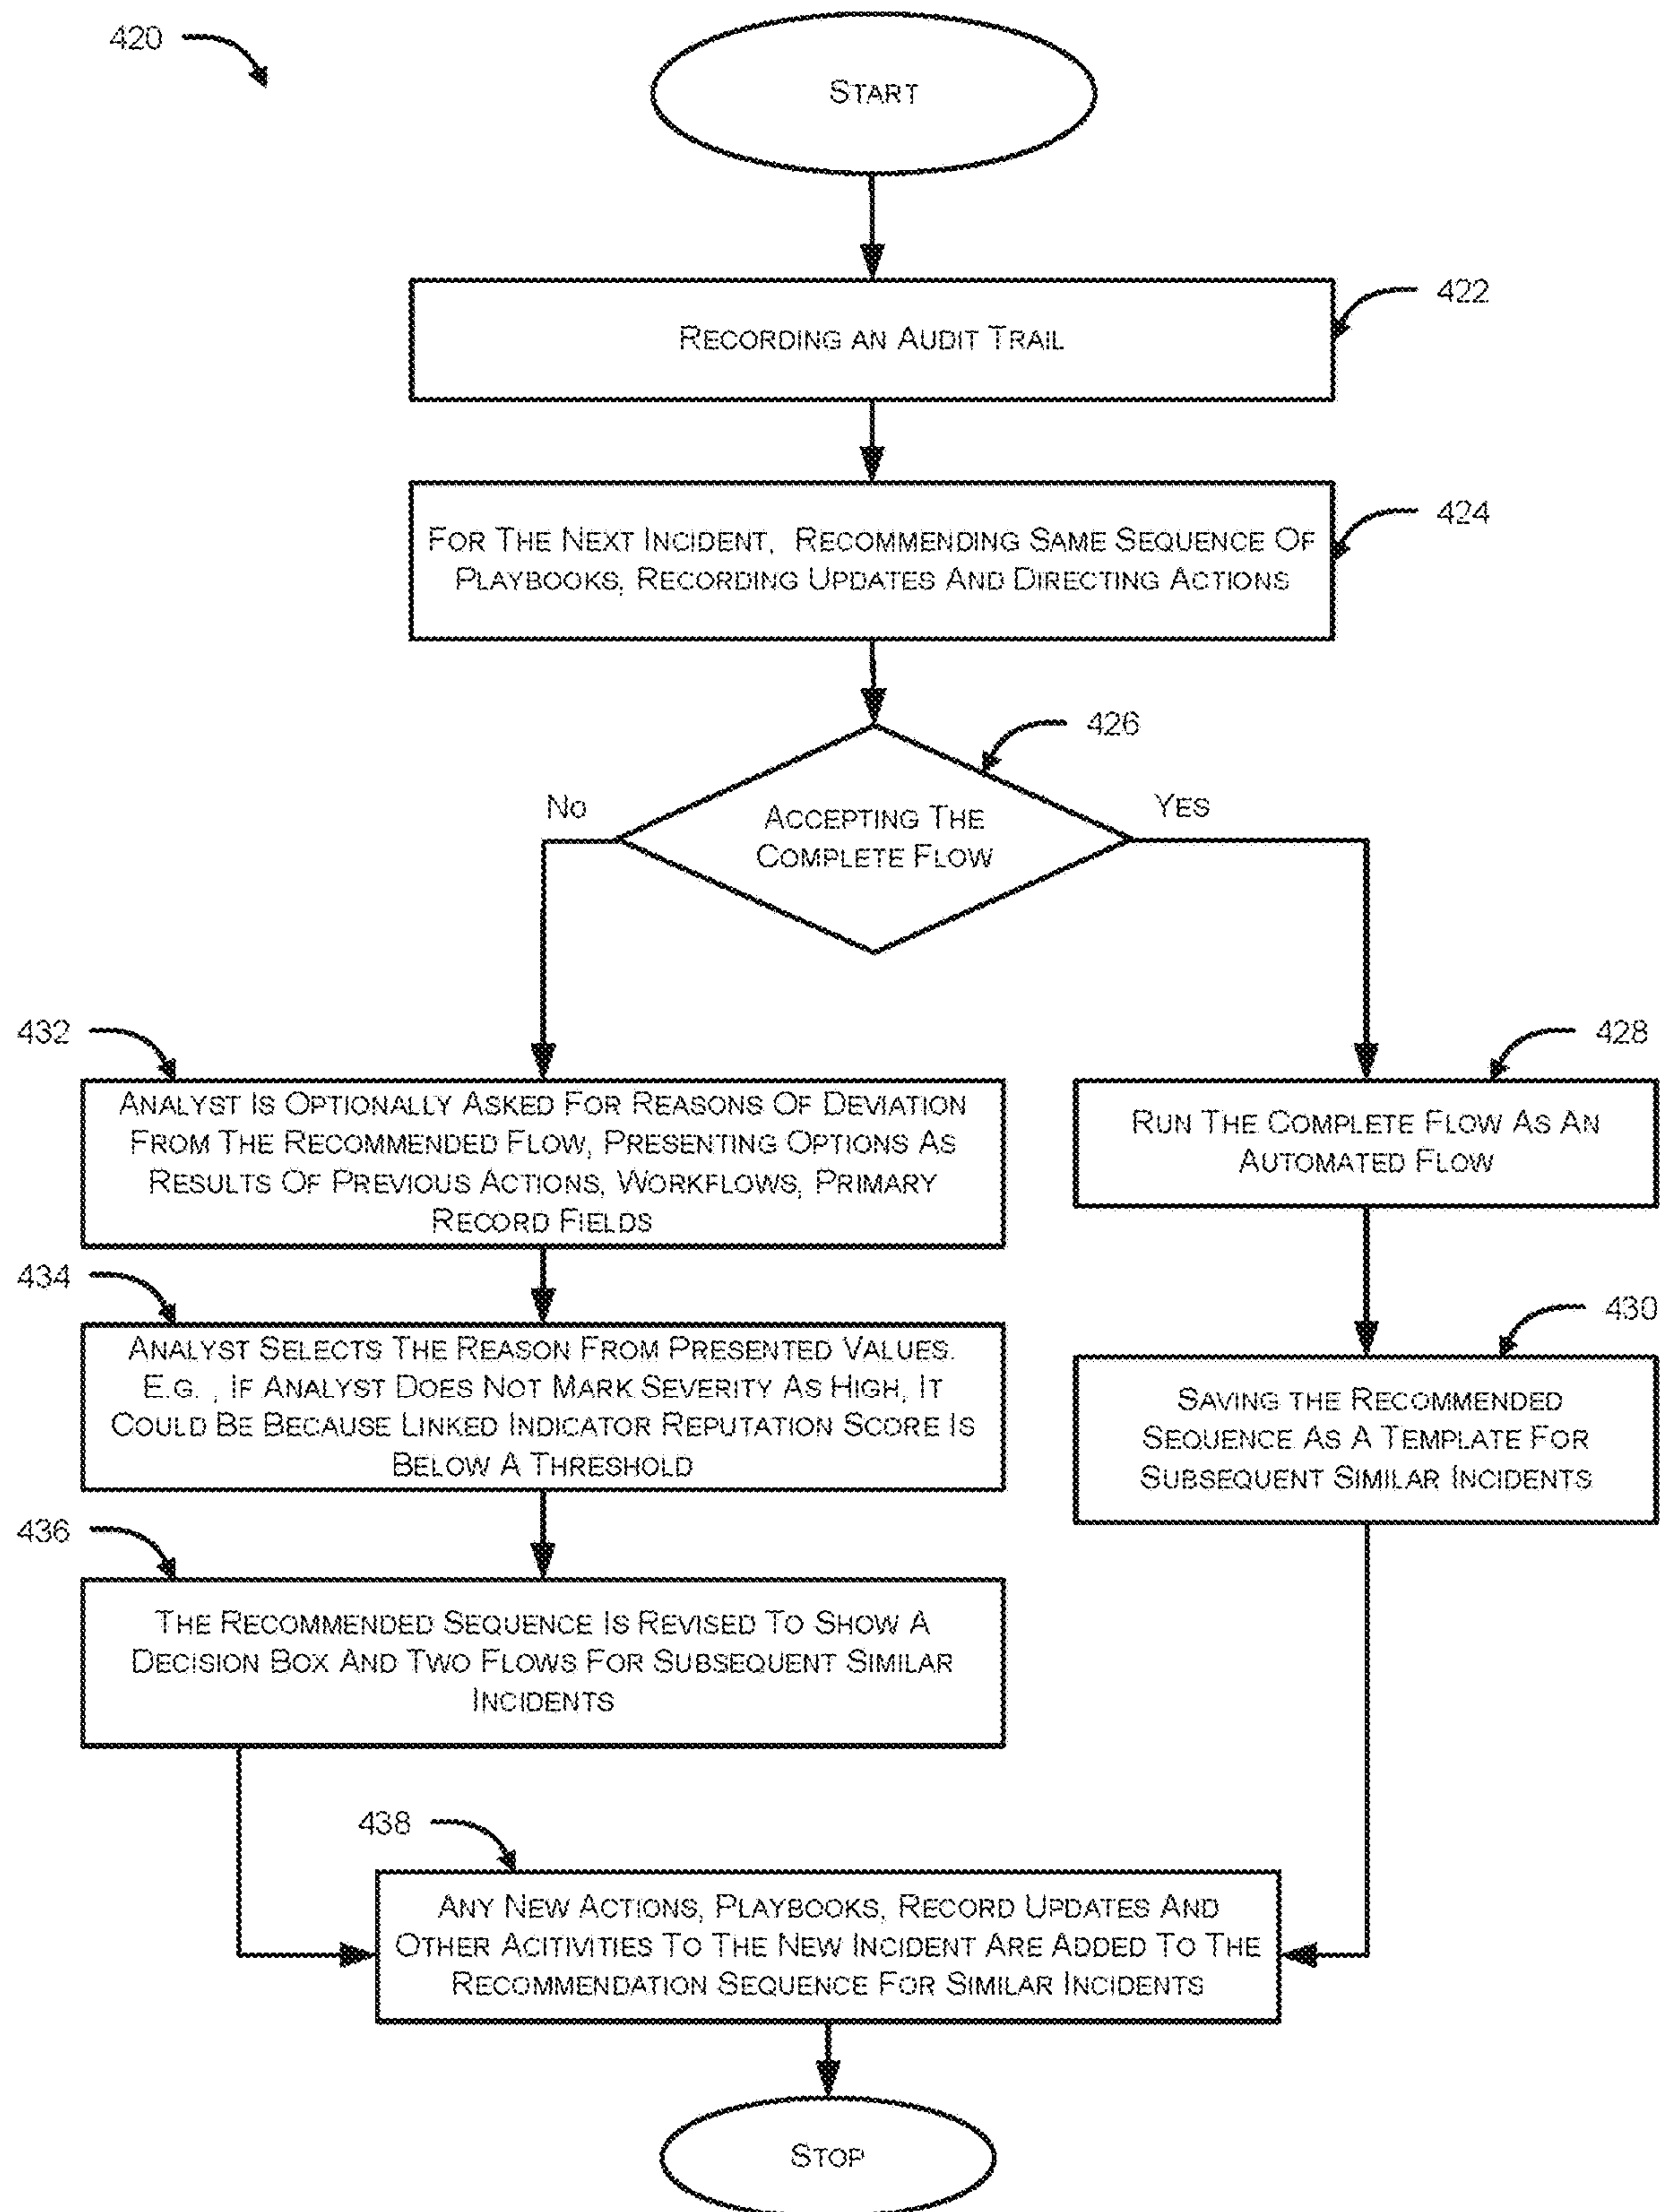 420
START
RECORDING AN AUDIT TRAIL
422
FOR THE NEXT INCIDENT, RECOMMENDING SAME SEQUENCE OF
PLAYBOOKS, RECORDING UPDATES AND DIRECTING ACTIONS
424
426
ACCEPTING THE
COMPLETE FLOW
NO
YES
432
ANALYST IS OPTIONALLY ASKED FOR REASONS OF DEVIATION
FROM THE RECOMMENDED FLOW, PRESENTING OPTIONS AS
RESULTS OF PREVIOUS ACTIONS, WORKFLOWS, PRIMARY
RECORD FIELDS
428
RUN THE COMPLETE FLOW AS AN
AUTOMATED FLOW
434
ANALYST SELECTS THE REASON FROM PRESENTED VALUES.
E.G. , IF ANALYST DOES NOT MARK SEVERITY AS HIGH, IT
COULD BE BECAUSE LINKED INDICATOR REPUTATION SCORE IS
BELOW A THRESHOLD
430
SAVING THE RECOMMENDED
SEQUENCE AS A TEMPLATE FOR
SUBSEQUENT SIMILAR INCIDENTS
436
THE RECOMMENDED SEQUENCE IS REVISED TO SHOW A
DECISION BOX AND TWO FLOWS FOR SUBSEQUENT SIMILAR
INCIDENTS
438
ANY NEW ACTIONS, PLAYBOOKS, RECORD UPDATES AND
OTHER ACITIVITIES TO THE NEW INCIDENT ARE ADDED TO THE
RECOMMENDATION SEQUENCE FOR SIMILAR INCIDENTS
STOP